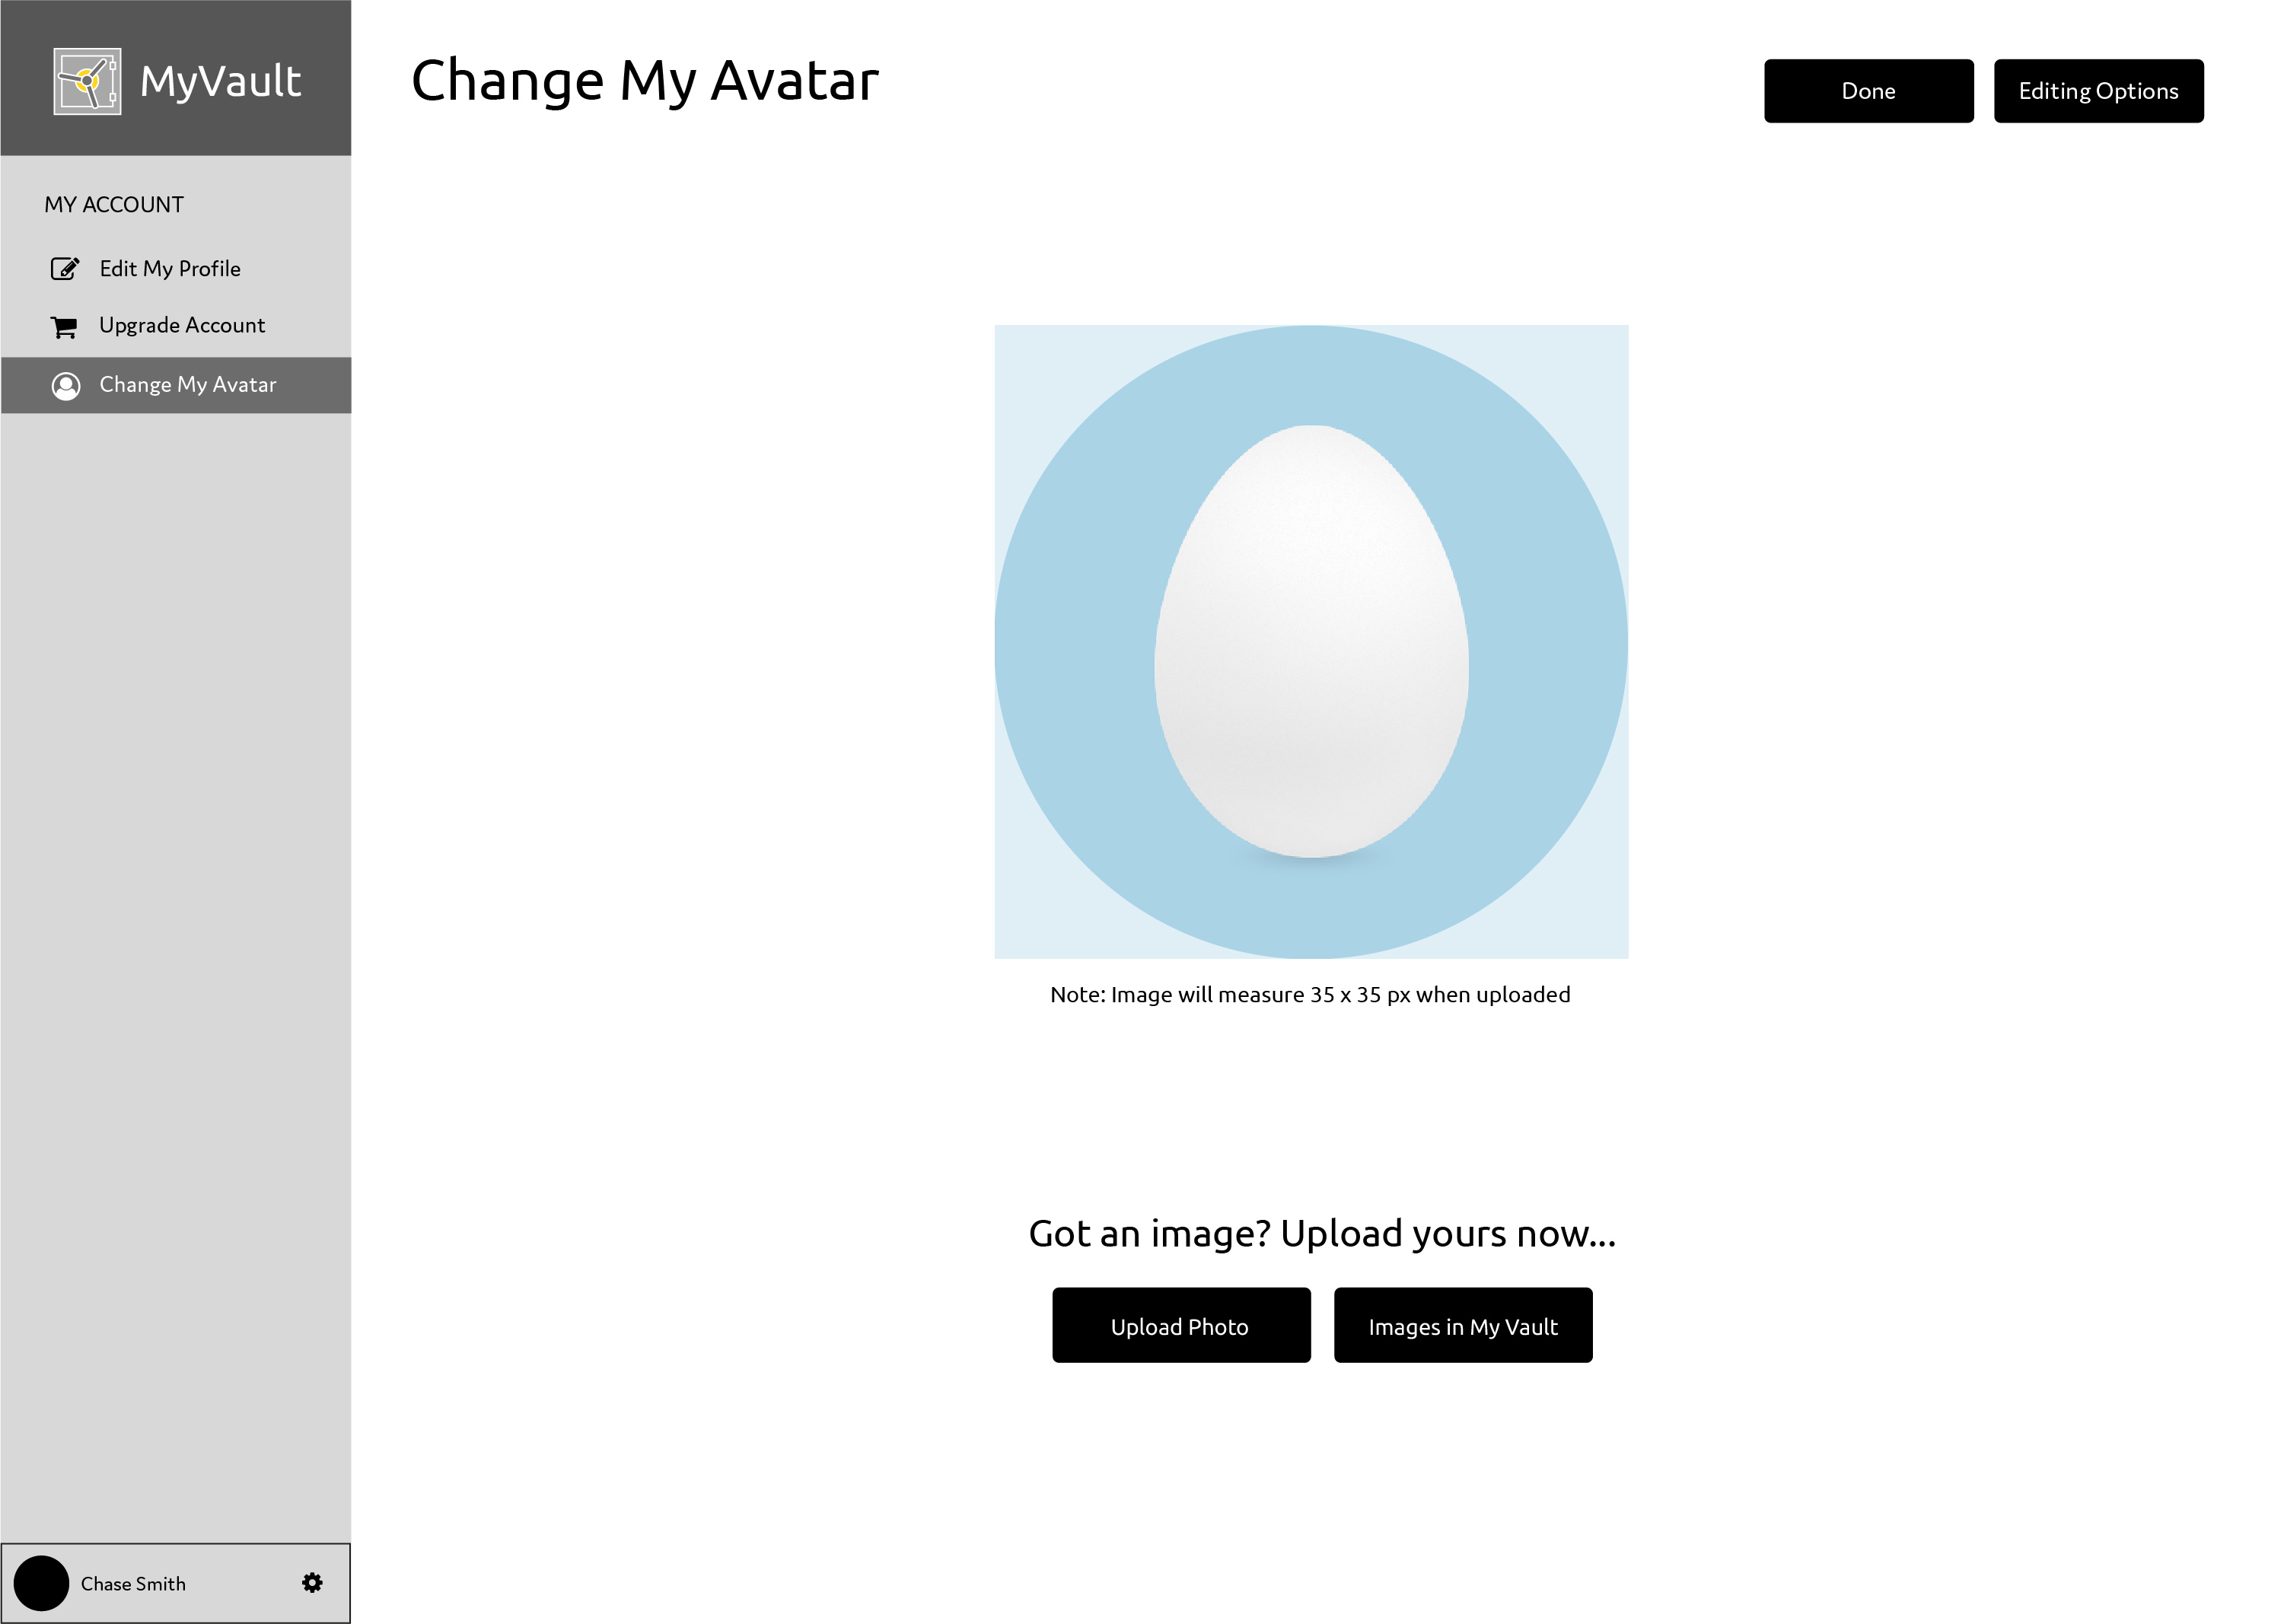 MyVault
Change My Avatar
Done
Editing Options
MY ACCOUNT
Edit My Profile
Upgrade Account
Change My Avatar
Note: Image will measure 35 x 35 px when uploaded
Got an image? Upload yours now...
Upload Photo
Images in My Vault
Chase Smith